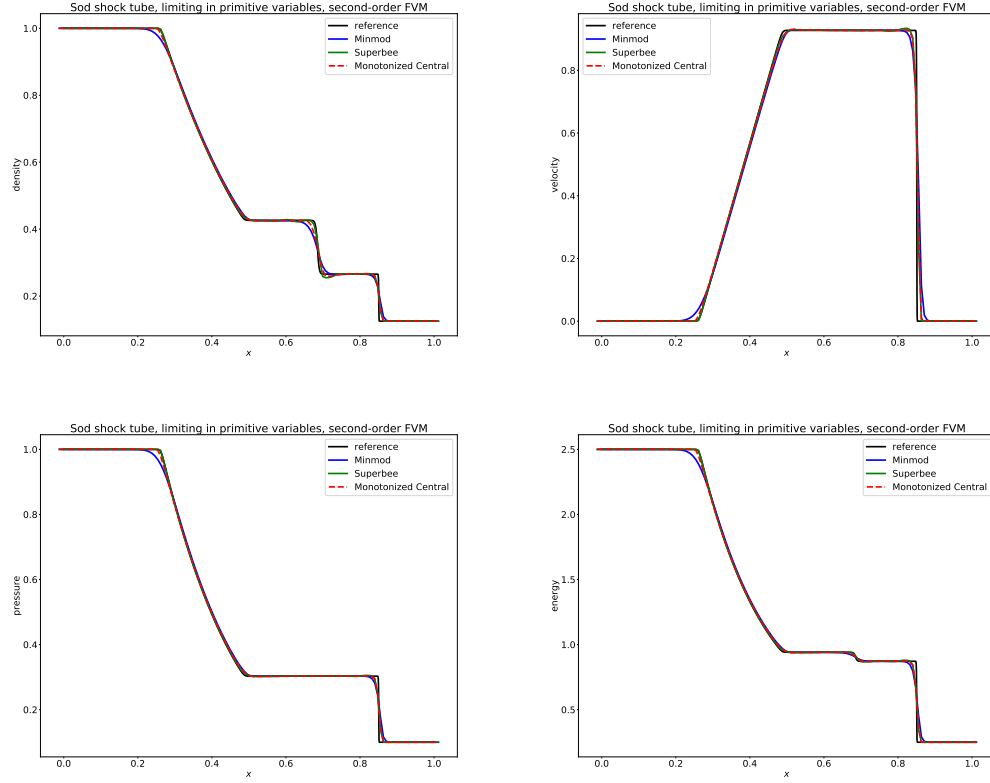 Sod shock tube, limiting in primitive variables, second-order FVM
reference
Minmod
Superbee
Monotonized Central
density
1.0
0.8
0.6
0.4
0.2
0.0 0.2 0.4 0.6 0.8 1.0
x
Sod shock tube, limiting in primitive variables, second-order FVM
reference
Minmod
Superbee
Monotonized Central
velocity
0.8
0.6
0.4
0.2
0.0
0.0 0.2 0.4 0.6 0.8 1.0
x
Sod shock tube, limiting in primitive variables, second-order FVM
reference
Minmod
Superbee
Monotonized Central
pressure
1.0
0.8
0.6
0.4
0.2
0.0 0.2 0.4 0.6 0.8 1.0
x
Sod shock tube, limiting in primitive variables, second-order FVM
reference
Minmod
Superbee
Monotonized Central
energy
2.5
2.0
1.5
1.0
0.5
0.0 0.2 0.4 0.6 0.8 1.0
x